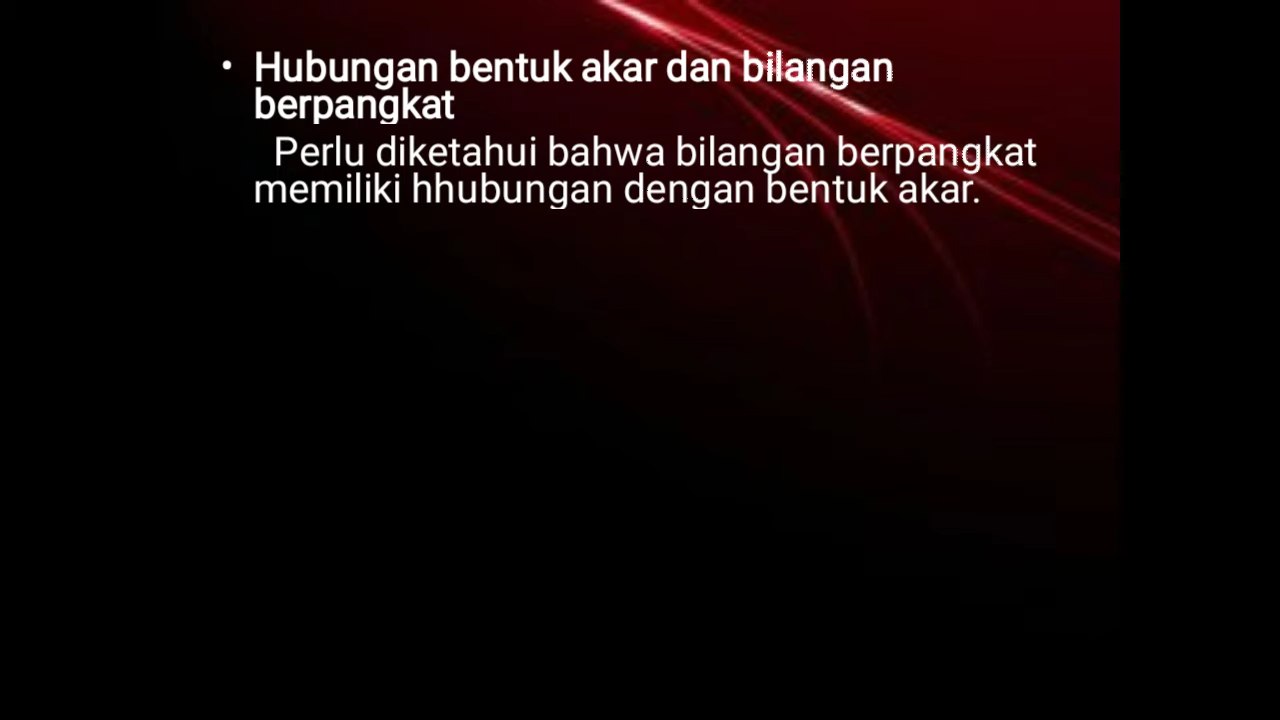 • Hubungan bentuk akar dan bilangan
berpangkat
Perlu diketahui bahwa bilangan berpangkat
memiliki hhubungan dengan bentuk akar.